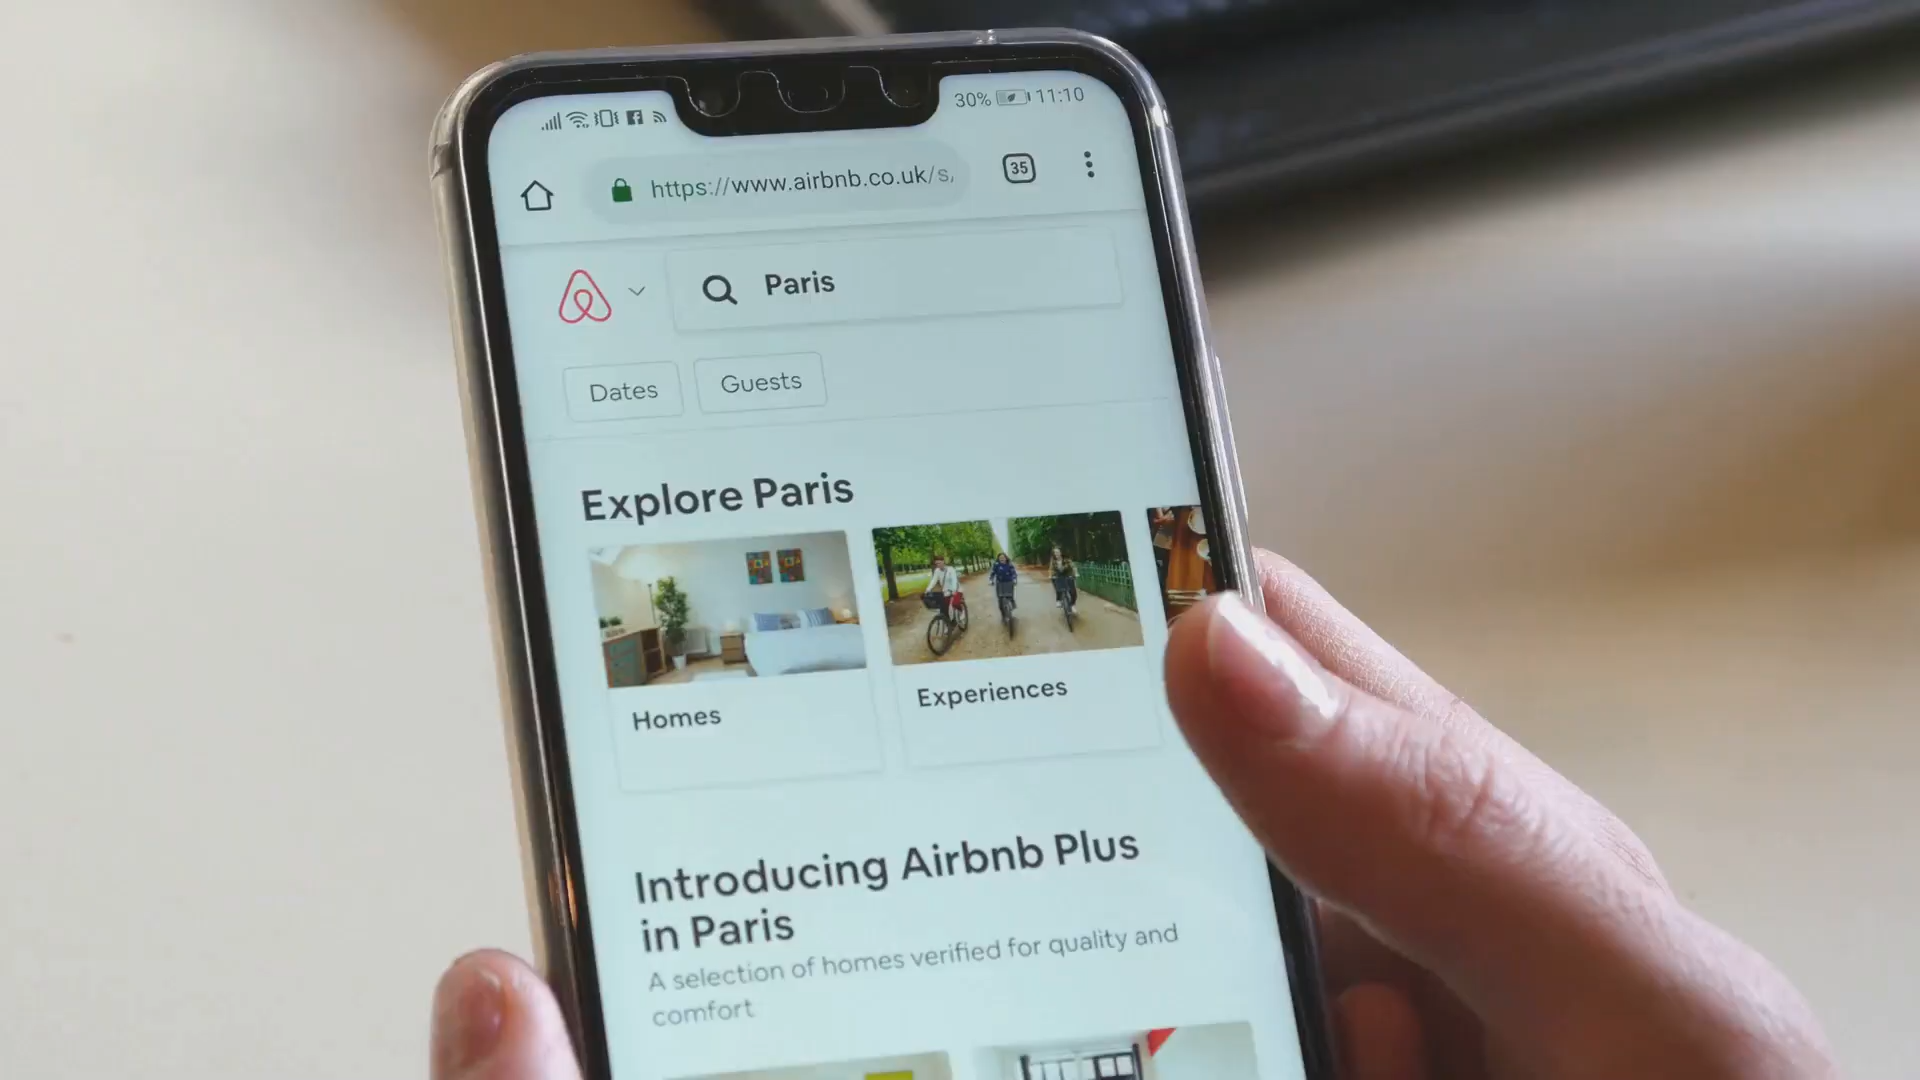 30% 11:10
https://www.airbnb.co.uk/s,
35
Paris
Dates
Guests
Explore Paris
Homes
Experiences
Introducing Airbnb Plus
in Paris
A selection of homes verified for quality and
comfort